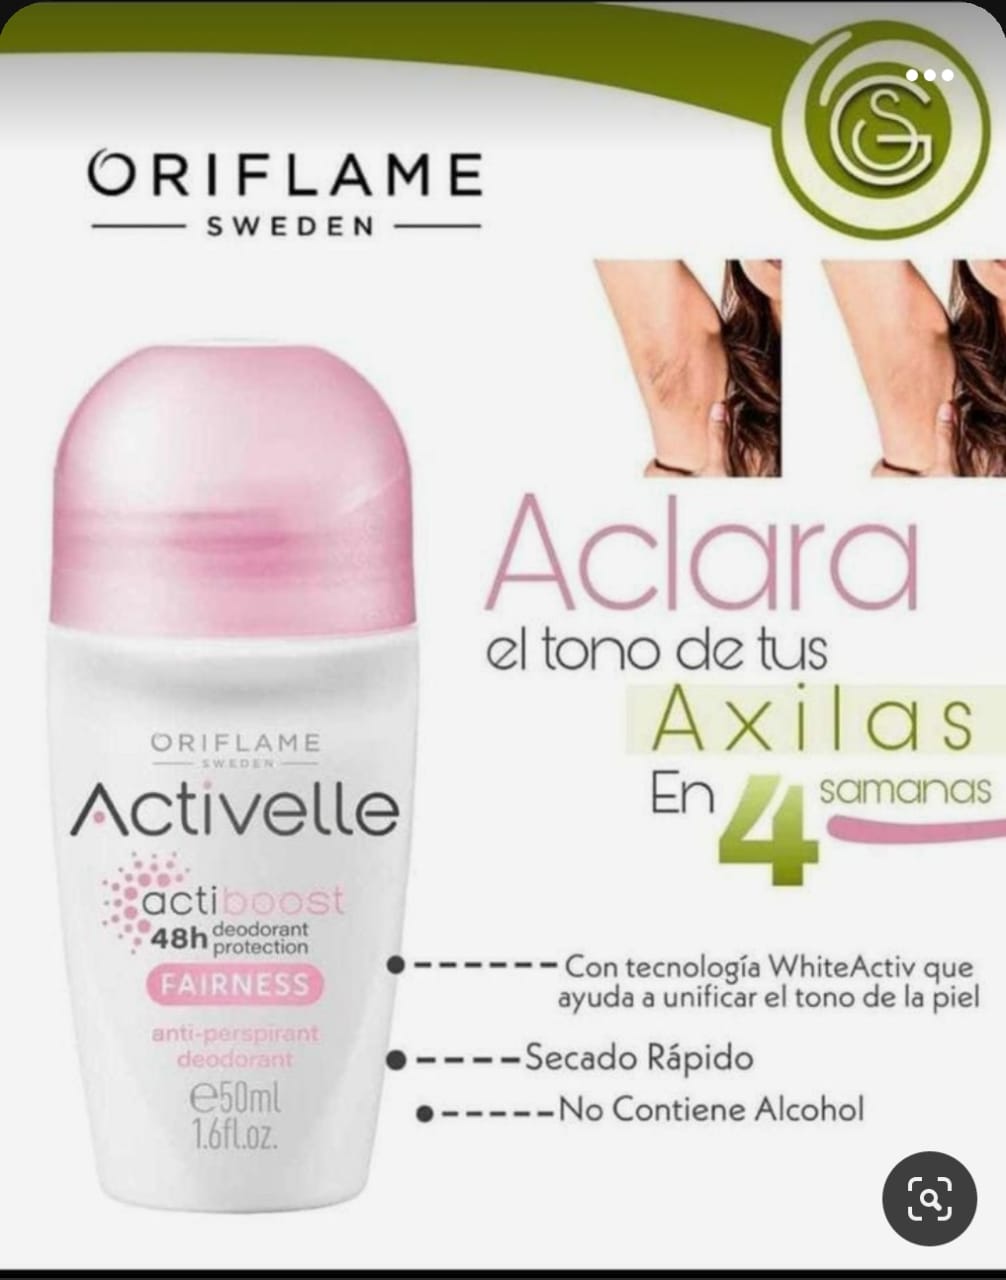 ORIFLAME
SWEDEN
SG
Aclara
el tono de tus
Axilas
En 4 samanas
ORIFLAME
SWEDEN
Activelle
actiboost
48h deodorant
protection
FAIRNESS
anti-perspirant
deodorant
℮50ml
1.6fl.oz.
Con tecnología WhiteActiv que
ayuda a unificar el tono de la piel
Secado Rápido
No Contiene Alcohol